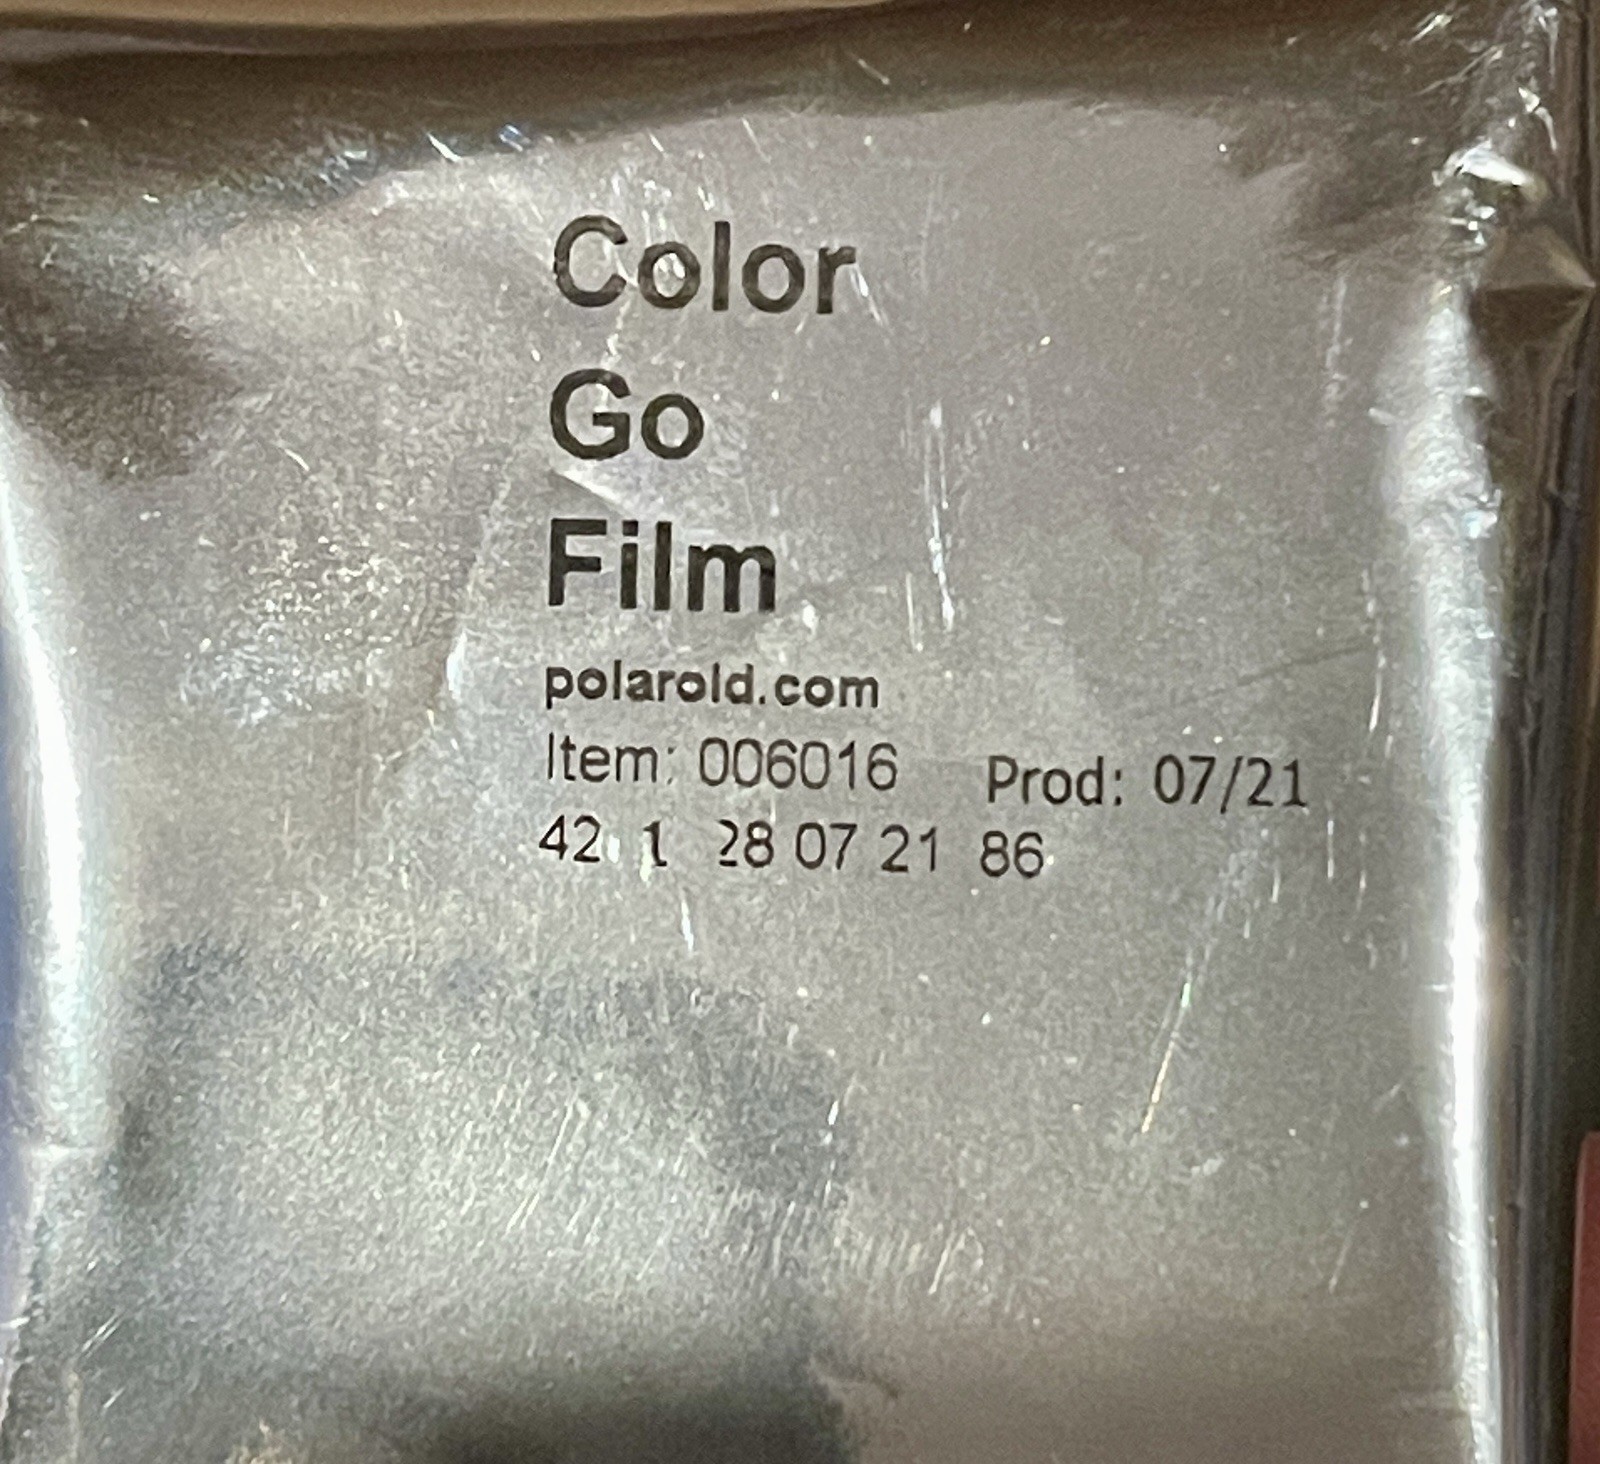 Color
Go
Film
polaroid.com
Item: 006016 Prod: 07/21
42 1 28 07 21 86